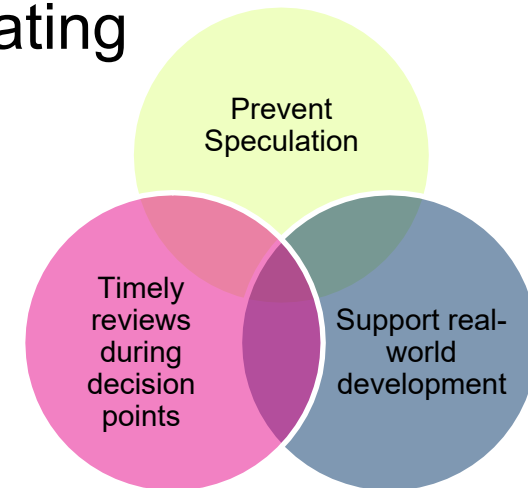 ating
Prevent
Speculation
Timely
reviews
during
decision
points
Support real-
world
development